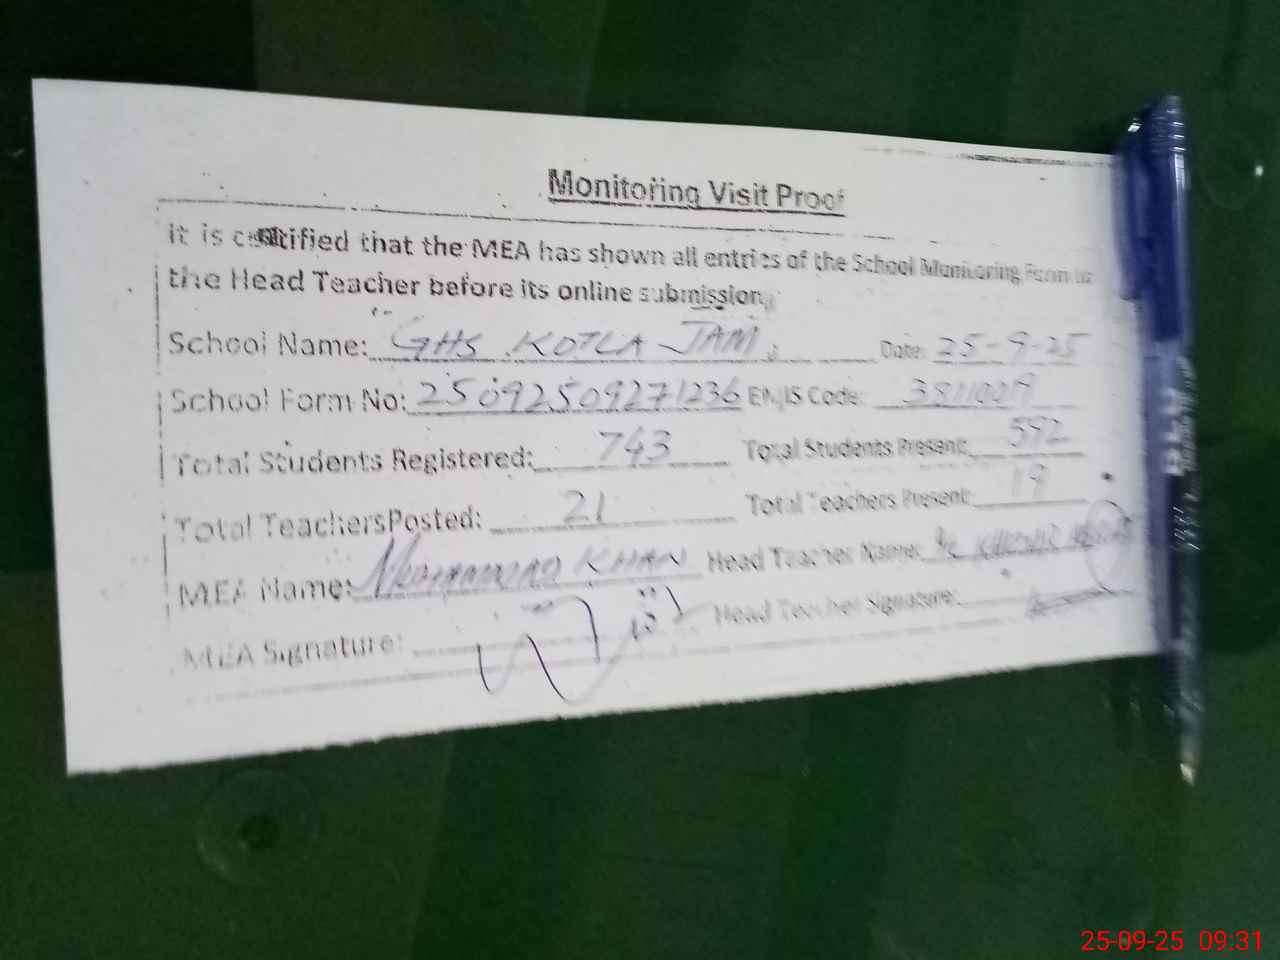 Monitoring Visit Proof
it is certified that the MEA has shown all entries of the School Monitoring Form to
the Head Teacher before its online submission.
School Name: GHS KOTLA JAM Date: 25-9-25
School Form No: 25092509271236 EMIS Code:
Total Students Registered: 743 Total Students Present: 592
Total TeachersPosted: 21 Total Teachers Present: 19
MEA Name: Muhammad KHAN Head Teacher Name:
MEA Signature: Head Teacher Signature:
25-09-25 09:31